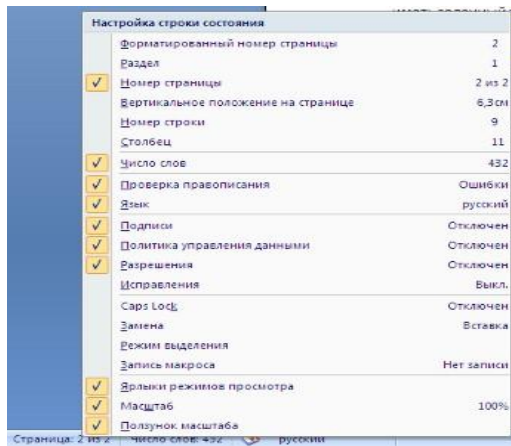 Настройка строки состояния
Форматированный номер страницы 2
Раздел 1
Номер страницы 2 из 2
Вертикальное положение на странице 6,3см
Номер строки 9
Столбец 11
Число слов 432
Проверка правописания Ошибки
Язык русский
Подписи Отключен
Политика управления данными Отключен
Разрешения Отключен
Исправления Выкл.
Caps Lock Отключен
Замена Вставка
Режим выделения
Запись макроса Нет записи
Ярлыки режимов просмотра
Масштаб 100%
Ползунок масштаба
Страница: 2 из 2 Число слов: 432 русский